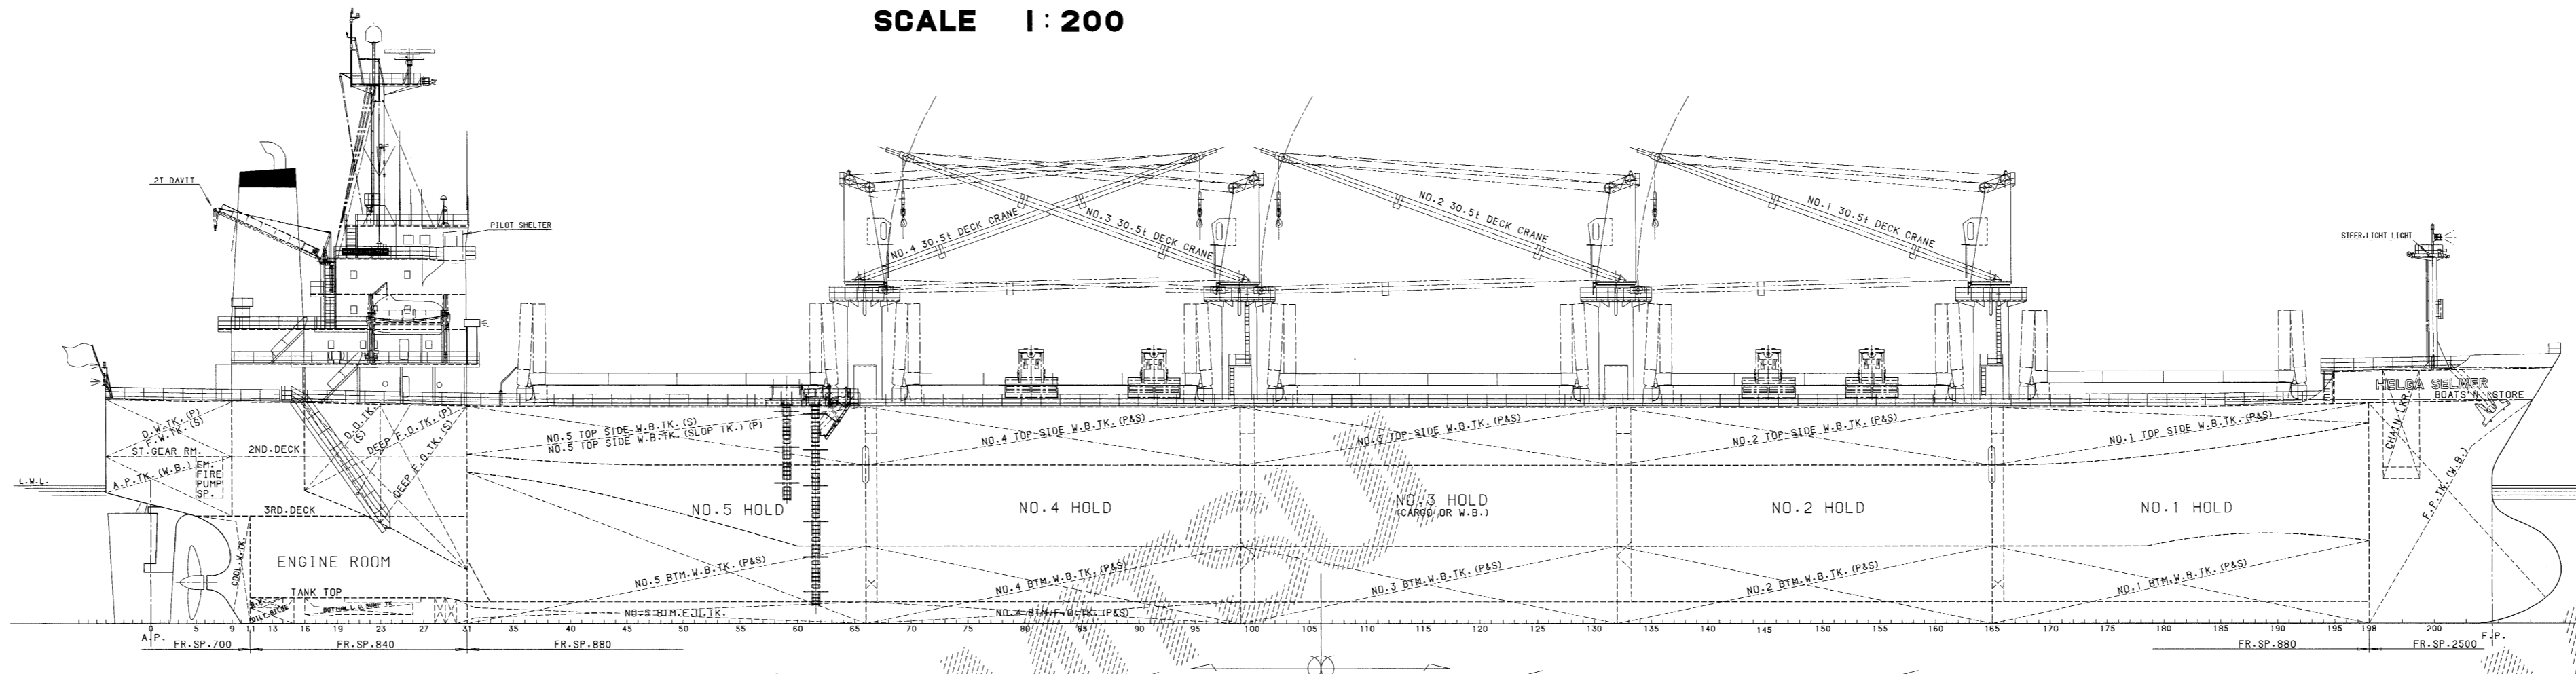 SCALE 1:200
2T DAVIT
PILOT SHELTER
NO.4 30.5t DECK CRANE
NO.3 30.5t DECK CRANE
NO.2 30.5t DECK CRANE
NO.1 30.5t DECK CRANE
STEER.LIGHT LIGHT
HELGA SELMER
BOATS'N STORE
CHAIN LKR.
D.W.TK.(P)
F.W.TK.(S)
D.O.TK.
(S)
DEEP F.O.TK.(P)
DEEP F.O.TK.(S)
NO.5 TOP SIDE W.B.TK.(S)
NO.5 TOP SIDE W.B.TK.(SLOP TK.)(P)
NO.4 TOP SIDE W.B.TK.(P&S)
NO.3 TOP SIDE W.B.TK.(P&S)
NO.2 TOP SIDE W.B.TK.(P&S)
NO.1 TOP SIDE W.B.TK.(P&S)
ST.GEAR RM.
2ND.DECK
A.P.TK.(W.B.)
EM.
FIRE
PUMP
SP.
L.W.L.
3RD.DECK
F.P.TK.(W.B.)
NO.5 HOLD
NO.4 HOLD
NO.3 HOLD
(CARGO OR W.B.)
NO.2 HOLD
NO.1 HOLD
ENGINE ROOM
COOL.W.TK.
TANK TOP
NO.5 BTM.W.B.TK.(P&S)
NO.4 BTM.W.B.TK.(P&S)
NO.3 BTM.W.B.TK.(P&S)
NO.2 BTM.W.B.TK.(P&S)
NO.1 BTM.W.B.TK.(P&S)
NO.5 BTM.F.O.TK.
NO.4 BTM.F.O.TK.(P&S)
0 5 9 11 13 16 19 23 27 31 35 40 45 50 55 60 65 70 75 80 85 90 95 100 105 110 115 120 125 130 135 140 145 150 155 160 165 170 175 180 185 190 195 198 200
A.P. F.P.
FR.SP.700 FR.SP.840 FR.SP.880 FR.SP.880 FR.SP.2500